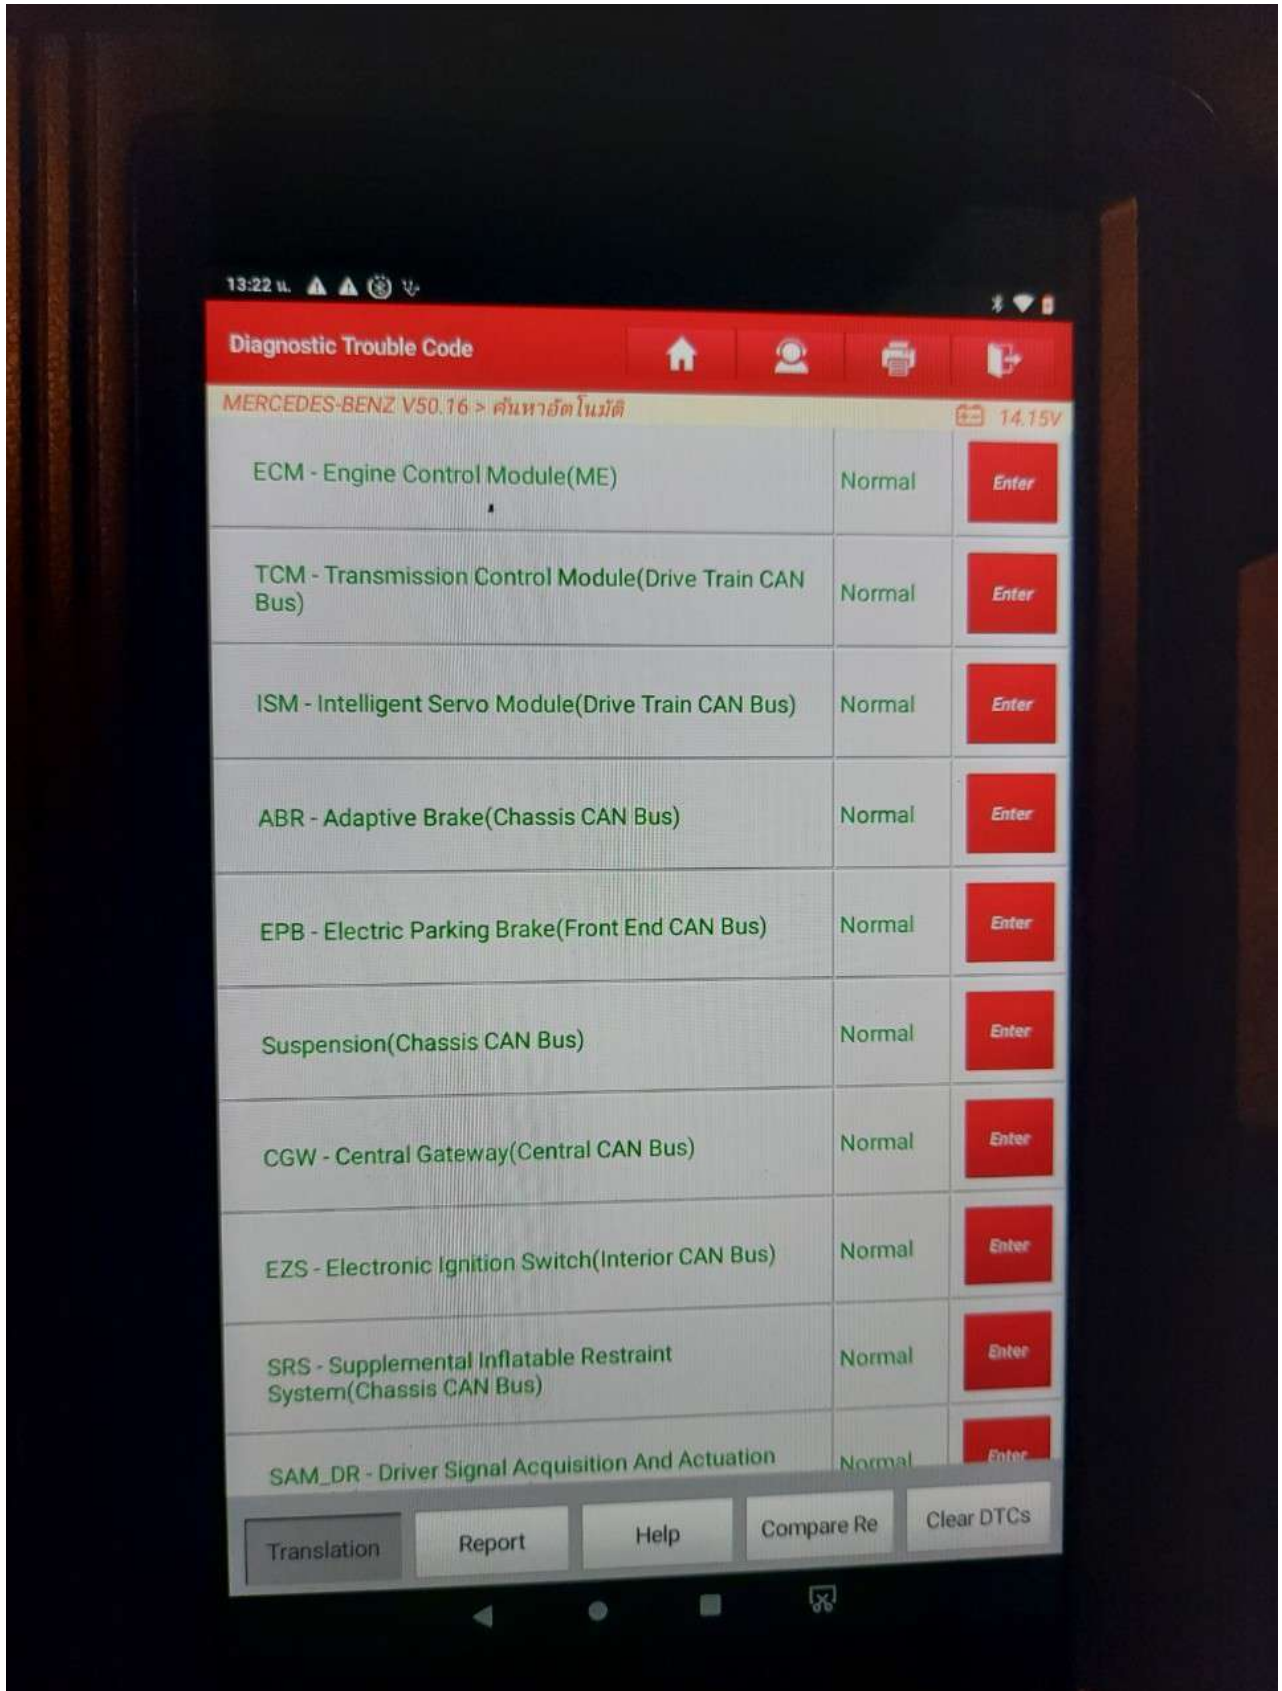 13:22 น.
Diagnostic Trouble Code
MERCEDES-BENZ V50.16 > ค้นหาอัตโนมัติ
14.15V
ECM - Engine Control Module(ME)
Normal
Enter
TCM - Transmission Control Module(Drive Train CAN
Bus)
Normal
Enter
ISM - Intelligent Servo Module(Drive Train CAN Bus)
Normal
Enter
ABR - Adaptive Brake(Chassis CAN Bus)
Normal
Enter
EPB - Electric Parking Brake(Front End CAN Bus)
Normal
Enter
Suspension(Chassis CAN Bus)
Normal
Enter
CGW - Central Gateway(Central CAN Bus)
Normal
Enter
EZS - Electronic Ignition Switch(Interior CAN Bus)
Normal
Enter
SRS - Supplemental Inflatable Restraint
System(Chassis CAN Bus)
Normal
Enter
SAM_DR - Driver Signal Acquisition And Actuation
Normal
Enter
Translation
Report
Help
Compare Re
Clear DTCs